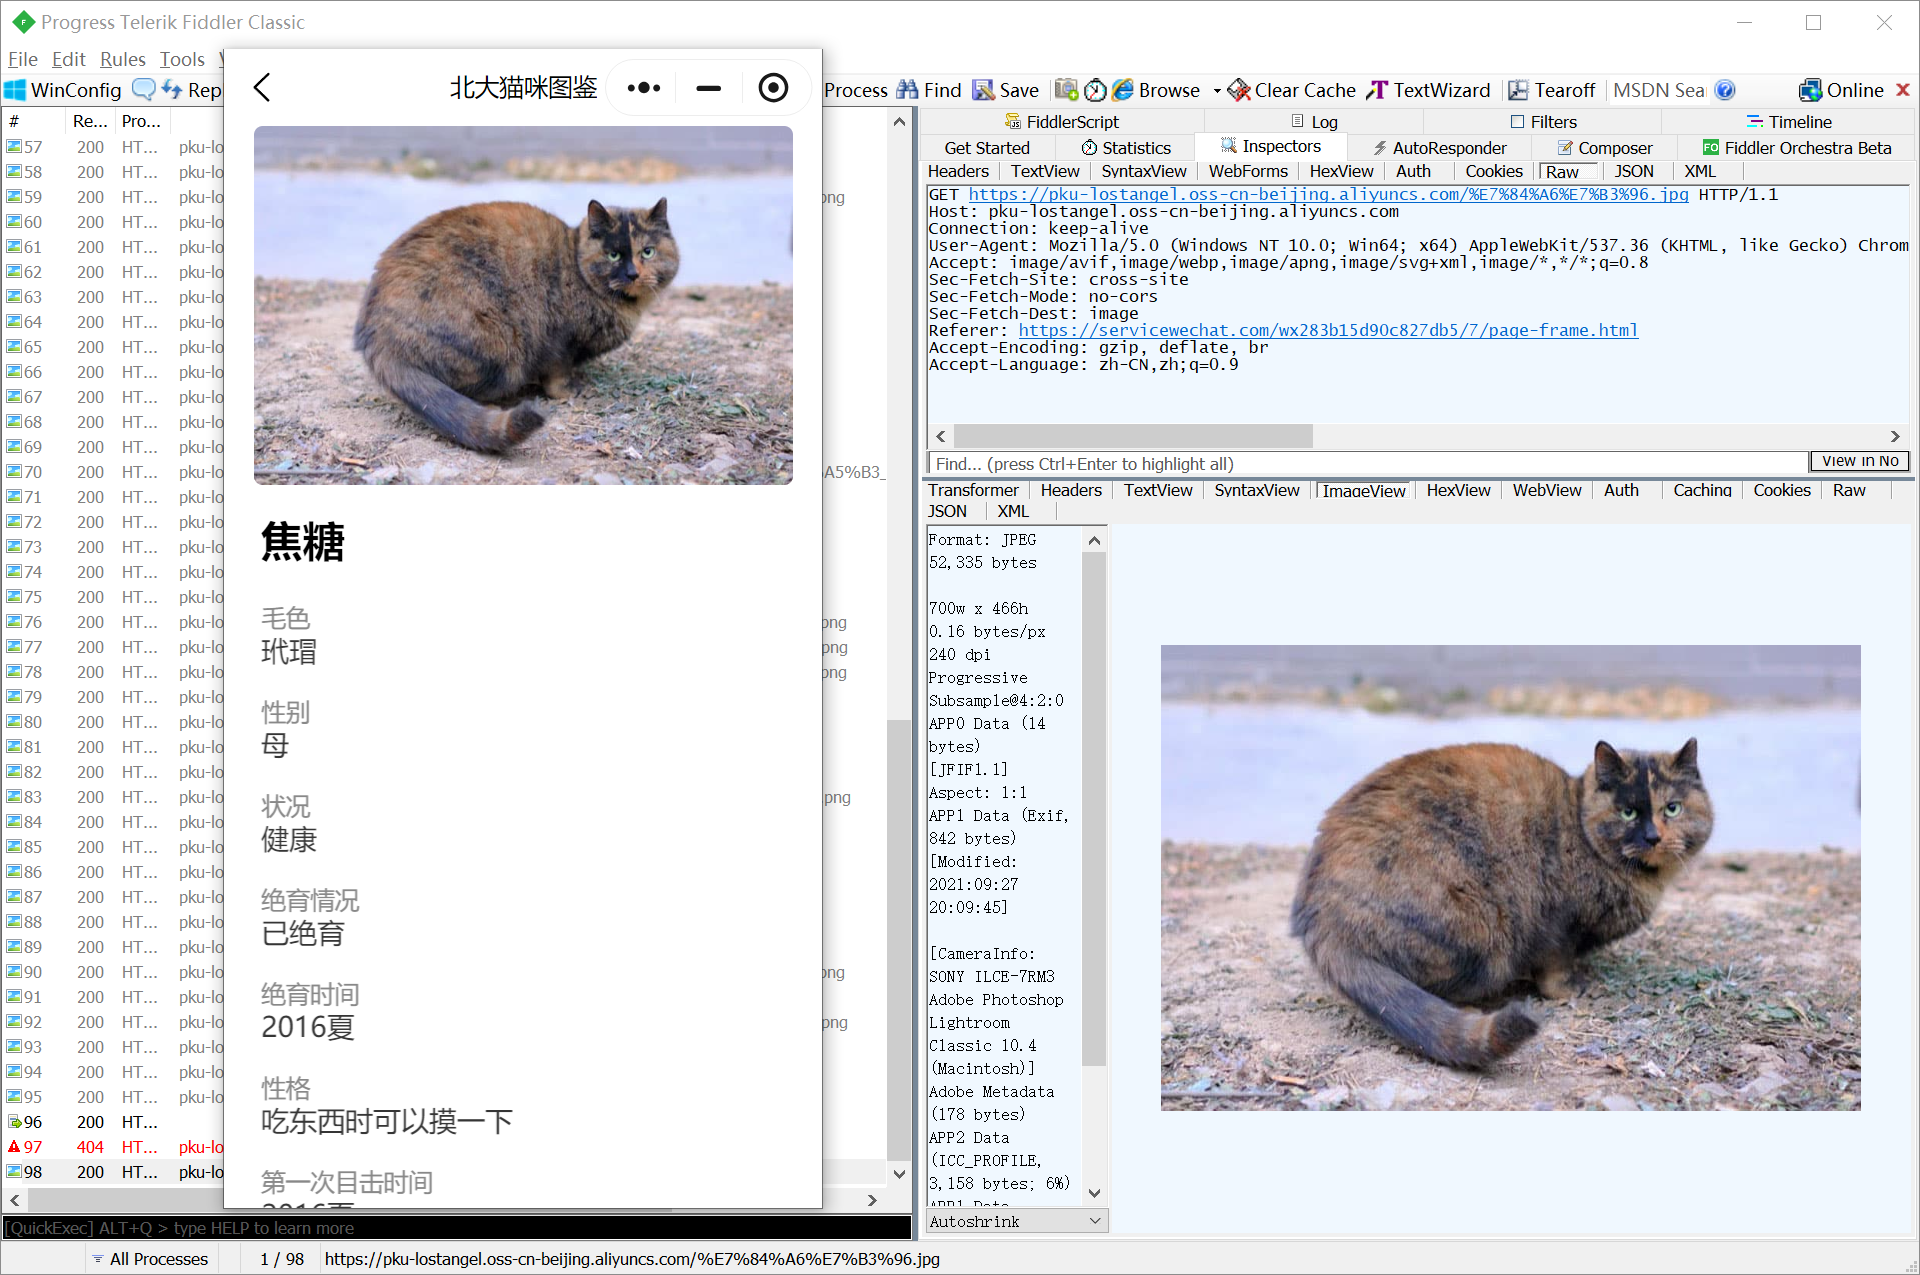 Progress Telerik Fiddler Classic
File Edit Rules Tools
WinConfig Rep Process Find Save Browse Clear Cache TextWizard Tearoff MSDN Sea Online
北大猫咪图鉴
# Re... Pro...
57 200 HT... pku-lo
58 200 HT... pku-lo
59 200 HT... pku-lo ng
60 200 HT... pku-lo
61 200 HT... pku-lo
62 200 HT... pku-lo
63 200 HT... pku-lo
64 200 HT... pku-lo
65 200 HT... pku-lo
66 200 HT... pku-lo
67 200 HT... pku-lo
68 200 HT... pku-lo
69 200 HT... pku-lo
70 200 HT... pku-lo A5%B3_
71 200 HT... pku-lo
72 200 HT... pku-lo
73 200 HT... pku-lo
74 200 HT... pku-lo
75 200 HT... pku-lo
76 200 HT... pku-lo png
77 200 HT... pku-lo png
78 200 HT... pku-lo png
79 200 HT... pku-lo
80 200 HT... pku-lo
81 200 HT... pku-lo
82 200 HT... pku-lo
83 200 HT... pku-lo png
84 200 HT... pku-lo
85 200 HT... pku-lo
86 200 HT... pku-lo
87 200 HT... pku-lo
88 200 HT... pku-lo
89 200 HT... pku-lo
90 200 HT... pku-lo ng
91 200 HT... pku-lo
92 200 HT... pku-lo png
93 200 HT... pku-lo
94 200 HT... pku-lo
95 200 HT... pku-lo
96 200 HT...
97 404 HT... pku-lo
98 200 HT... pku-lo
焦糖
毛色
玳瑁
性别
母
状况
健康
绝育情况
已绝育
绝育时间
2016夏
性格
吃东西时可以摸一下
第一次目击时间
2016夏
FiddlerScript Log Filters Timeline
Get Started Statistics Inspectors AutoResponder Composer Fiddler Orchestra Beta
Headers TextView SyntaxView WebForms HexView Auth Cookies Raw JSON XML
GET https://pku-lostangel.oss-cn-beijing.aliyuncs.com/%E7%84%A6%E7%B3%96.jpg HTTP/1.1
Host: pku-lostangel.oss-cn-beijing.aliyuncs.com
Connection: keep-alive
User-Agent: Mozilla/5.0 (Windows NT 10.0; Win64; x64) AppleWebKit/537.36 (KHTML, like Gecko) Chrom
Accept: image/avif,image/webp,image/apng,image/svg+xml,image/*,*/*;q=0.8
Sec-Fetch-Site: cross-site
Sec-Fetch-Mode: no-cors
Sec-Fetch-Dest: image
Referer: https://servicewechat.com/wx283b15d90c827db5/7/page-frame.html
Accept-Encoding: gzip, deflate, br
Accept-Language: zh-CN,zh;q=0.9
Find... (press Ctrl+Enter to highlight all) View in No
Transformer Headers TextView SyntaxView ImageView HexView WebView Auth Caching Cookies Raw
JSON XML
Format: JPEG
52,335 bytes
700w x 466h
0.16 bytes/px
240 dpi
Progressive
Subsample@4:2:0
APP0 Data (14
bytes)
[JFIF1.1]
Aspect: 1:1
APP1 Data (Exif,
842 bytes)
[Modified:
2021:09:27
20:09:45]
[CameraInfo:
SONY ILCE-7RM3
Adobe Photoshop
Lightroom
Classic 10.4
(Macintosh)]
Adobe Metadata
(178 bytes)
APP2 Data
(ICC_PROFILE,
3,158 bytes; 6%)
APP1 Data
Autoshrink
[QuickExec] ALT+Q > type HELP to learn more
All Processes 1 / 98 https://pku-lostangel.oss-cn-beijing.aliyuncs.com/%E7%84%A6%E7%B3%96.jpg